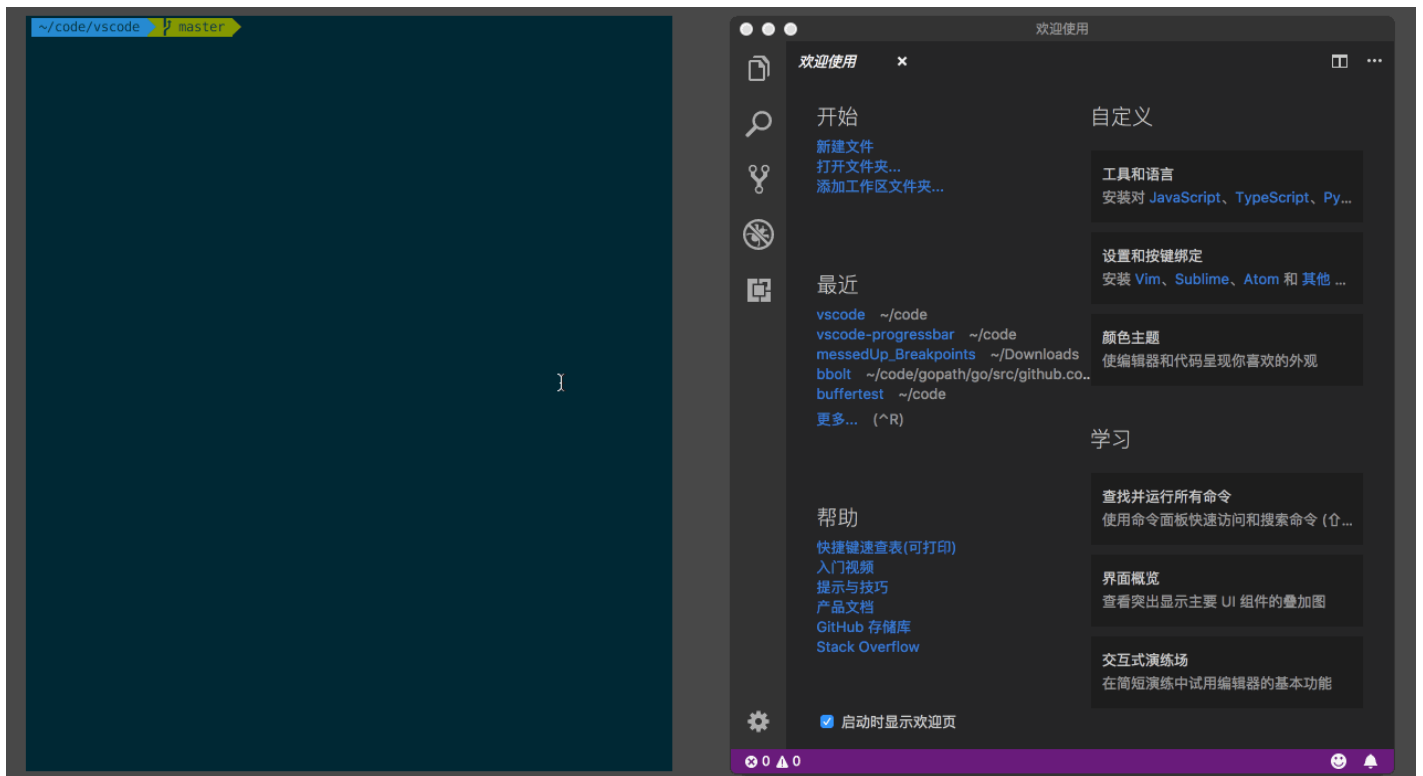 ~/code/vscode master
欢迎使用
欢迎使用
开始
新建文件
打开文件夹...
添加工作区文件夹...
最近
vscode ~/code
vscode-progressbar ~/code
messedUp_Breakpoints ~/Downloads
bbolt ~/code/gopath/go/src/github.co...
buffertest ~/code
更多... (^R)
帮助
快捷键速查表(可打印)
入门视频
提示与技巧
产品文档
GitHub 存储库
Stack Overflow
启动时显示欢迎页
自定义
工具和语言
安装对 JavaScript、TypeScript、Py...
设置和按键绑定
安装 Vim、Sublime、Atom 和 其他 ...
颜色主题
使编辑器和代码呈现你喜欢的外观
学习
查找并运行所有命令
使用命令面板快速访问和搜索命令 (⇧...
界面概览
查看突出显示主要 UI 组件的叠加图
交互式演练场
在简短演练中试用编辑器的基本功能
0 0